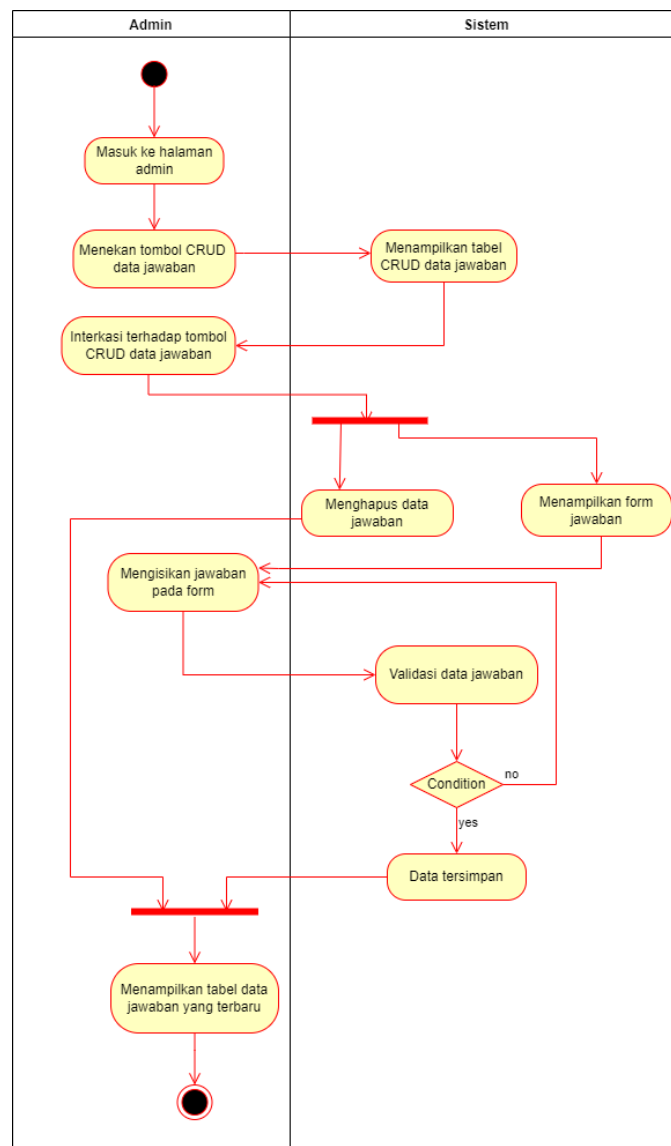 Admin
Sistem
Masuk ke halaman
admin
Menekan tombol CRUD
data jawaban
Menampilkan tabel
CRUD data jawaban
Interkasi terhadap tombol
CRUD data jawaban
Menghapus data
jawaban
Menampilkan form
jawaban
Mengisikan jawaban
pada form
Validasi data jawaban
Condition
no
yes
Data tersimpan
Menampilkan tabel data
jawaban yang terbaru